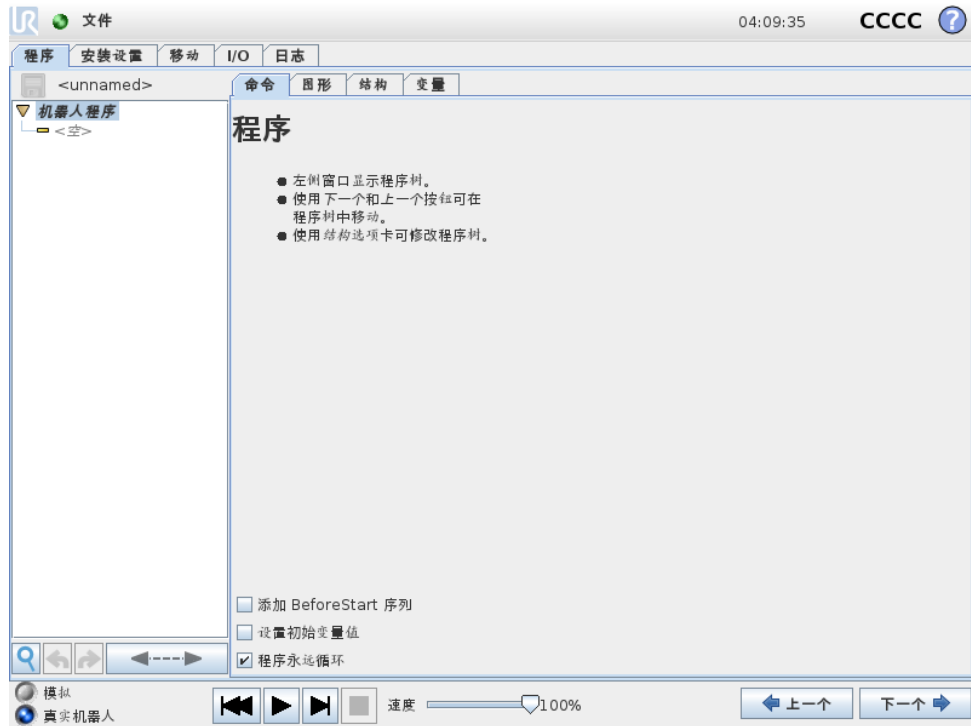 UR 文件 04:09:35 CCCC ?
程序 安装设置 移动 I/O 日志
<unnamed> 命令 图形 结构 变量
机器人程序
<空>
程序
左侧窗口显示程序树。
使用下一个和上一个按钮可在
程序树中移动。
使用结构选项卡可修改程序树。
添加 BeforeStart 序列
设置初始变量值
程序永远循环
模拟
真实机器人
速度 100% 上一个 下一个